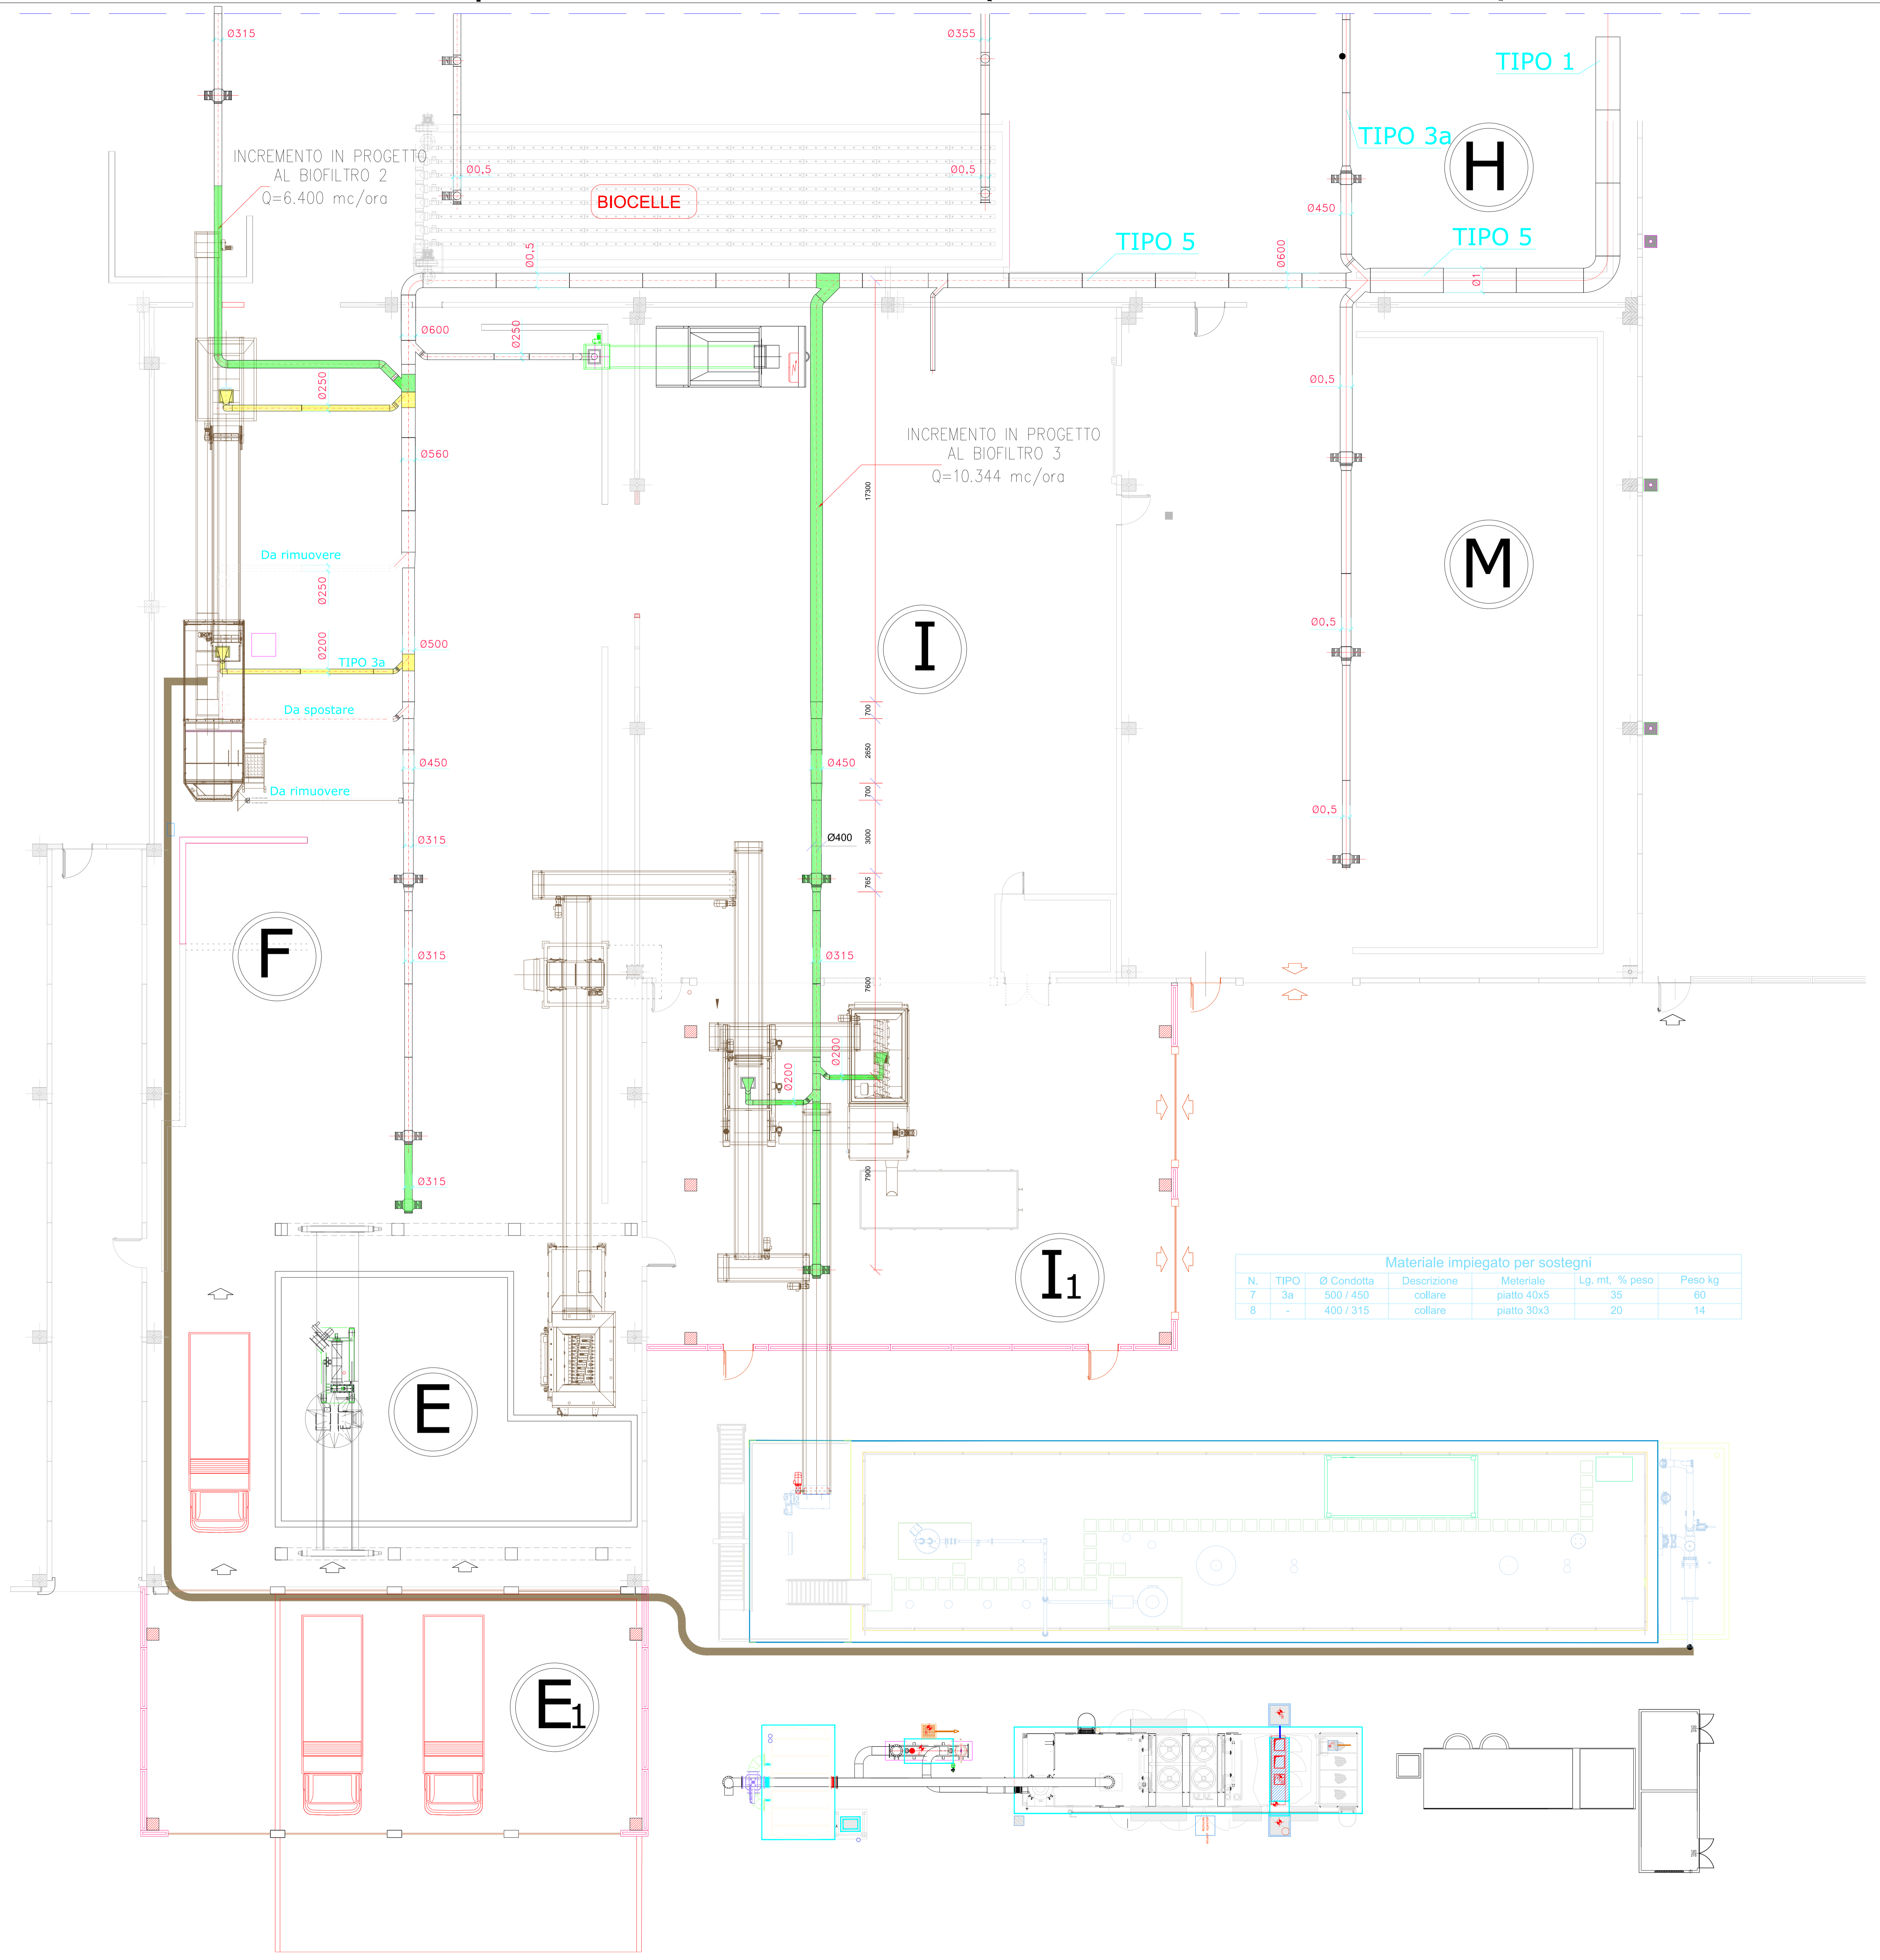 Ø315
Ø355
TIPO 1
TIPO 3a
H
INCREMENTO IN PROGETTO
AL BIOFILTRO 2
Q=6.400 mc/ora
Ø0,5
Ø0,5
BIOCELLE
Ø450
TIPO 5
TIPO 5
Ø0,5
Ø600
Ø1
Ø600
Ø250
Ø250
Ø0,5
INCREMENTO IN PROGETTO
AL BIOFILTRO 3
Q=10.344 mc/ora
Ø560
17300
Da rimuovere
Ø250
M
Ø0,5
Ø200
TIPO 3a
Ø500
I
Da spostare
700
2650
Ø450
Ø450
Da rimuovere
700
Ø0,5
Ø315
Ø400
3000
765
F
Ø315
Ø315
7600
Ø200
Ø200
Ø315
7900
I1
Materiale impiegato per sostegni
N. TIPO Ø Condotta Descrizione Meteriale Lg. mt, % peso Peso kg
7 3a 500 / 450 collare piatto 40x5 35 60
8 - 400 / 315 collare piatto 30x3 20 14
E
E1